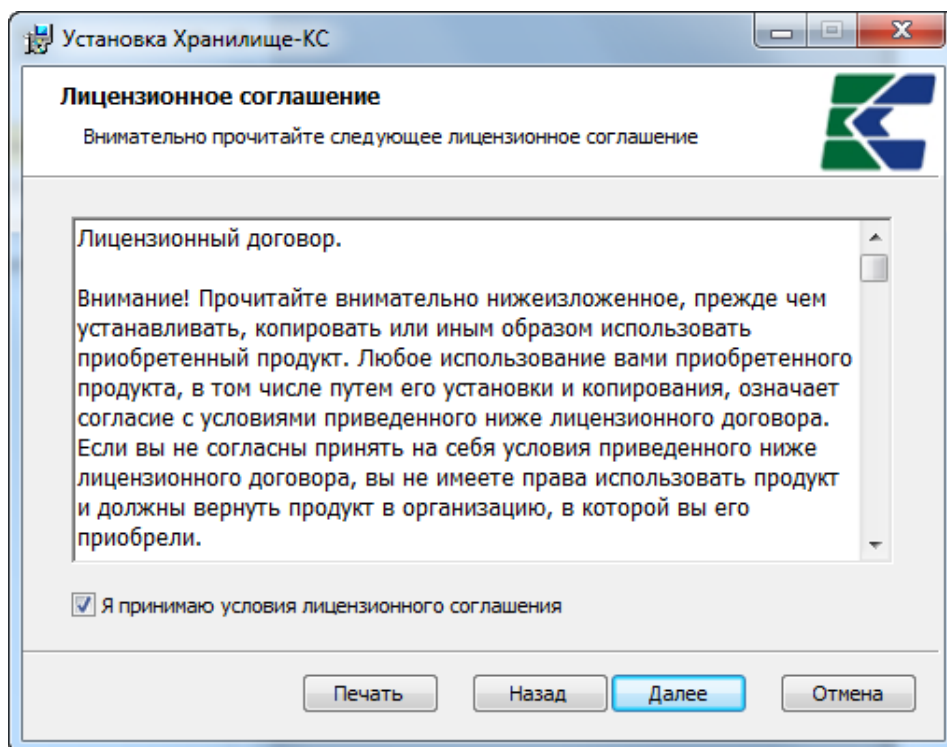 Установка Хранилище-КС
Лицензионное соглашение
Внимательно прочитайте следующее лицензионное соглашение
Лицензионный договор.
Внимание! Прочитайте внимательно нижеизложенное, прежде чем
устанавливать, копировать или иным образом использовать
приобретенный продукт. Любое использование вами приобретенного
продукта, в том числе путем его установки и копирования, означает
согласие с условиями приведенного ниже лицензионного договора.
Если вы не согласны принять на себя условия приведенного ниже
лицензионного договора, вы не имеете права использовать продукт
и должны вернуть продукт в организацию, в которой вы его
приобрели.
Я принимаю условия лицензионного соглашения
Печать Назад Далее Отмена